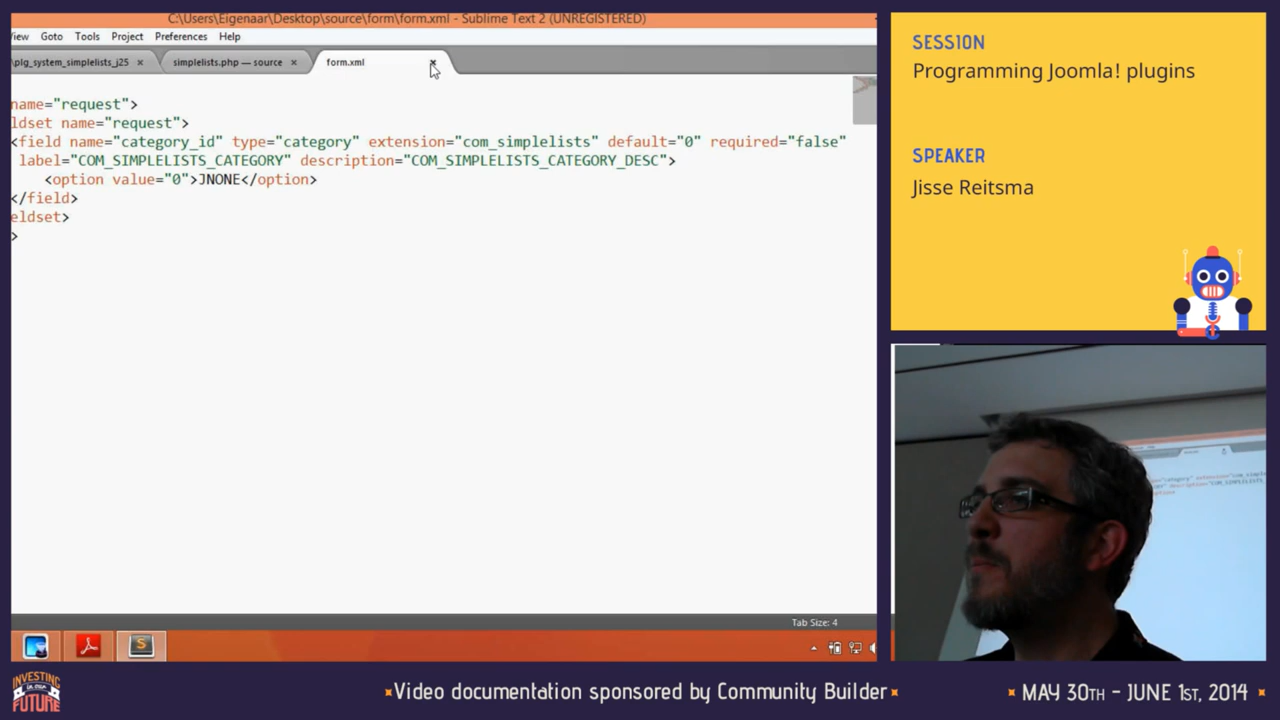 C:\Users\Eigenaar\Desktop\source\form\form.xml - Sublime Text 2 (UNREGISTERED)
View Goto Tools Project Preferences Help
\plg_system_simplelists_j25 × simplelists.php — source × form.xml ×
name="request">
ldset name="request">
<field name="category_id" type="category" extension="com_simplelists" default="0" required="false"
label="COM_SIMPLELISTS_CATEGORY" description="COM_SIMPLELISTS_CATEGORY_DESC">
<option value="0">JNONE</option>
</field>
eldset>
>
Tab Size: 4
SESSION
Programming Joomla! plugins
SPEAKER
Jisse Reitsma
INVESTING
in our
FUTURE
Video documentation sponsored by Community Builder
MAY 30TH - JUNE 1ST, 2014